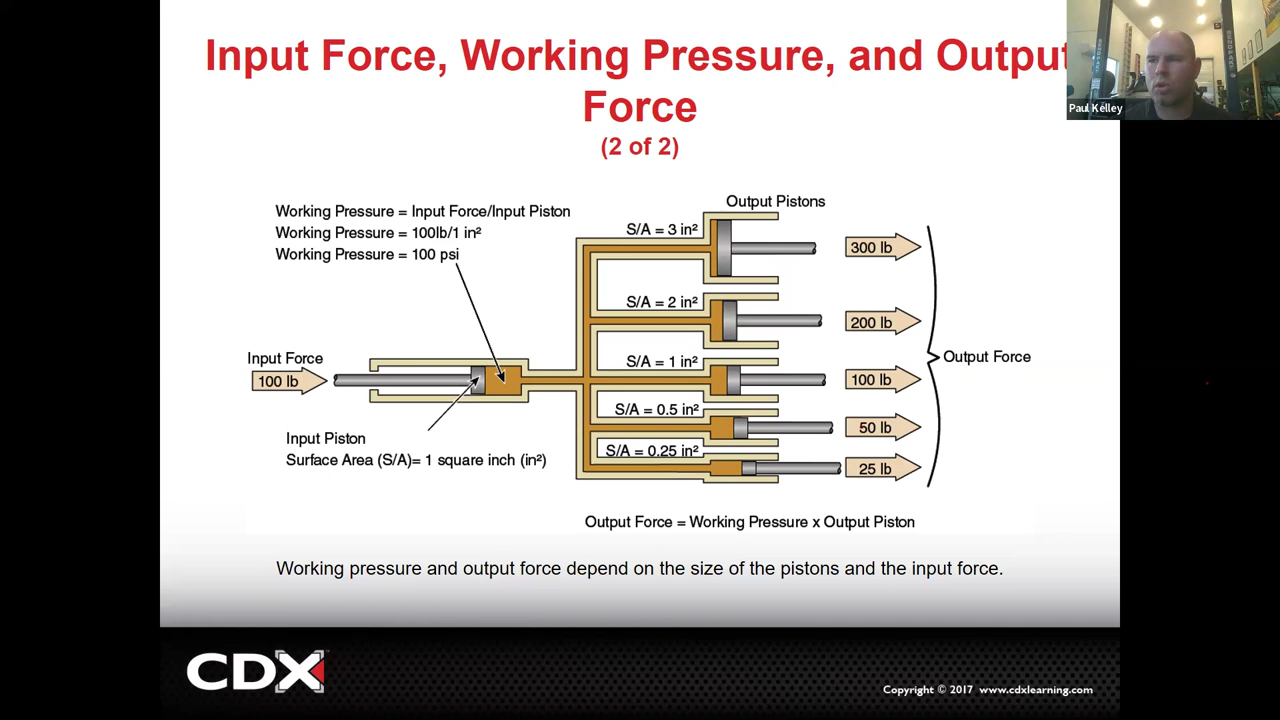 Input Force, Working Pressure, and Output
Force
(2 of 2)
Paul Kelley
Working Pressure = Input Force/Input Piston
Working Pressure = 100lb/1 in²
Working Pressure = 100 psi
Output Pistons
S/A = 3 in²
300 lb
S/A = 2 in²
200 lb
Input Force
100 lb
S/A = 1 in²
100 lb
Output Force
S/A = 0.5 in²
50 lb
Input Piston
Surface Area (S/A)= 1 square inch (in²)
S/A = 0.25 in²
25 lb
Output Force = Working Pressure x Output Piston
Working pressure and output force depend on the size of the pistons and the input force.
CDX
Copyright © 2017 www.cdxlearning.com